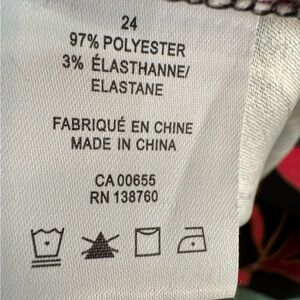 24
97% POLYESTER
3% ÉLASTHANNE/
ELASTANE
FABRIQUÉ EN CHINE
MADE IN CHINA
CA 00655
RN 138760